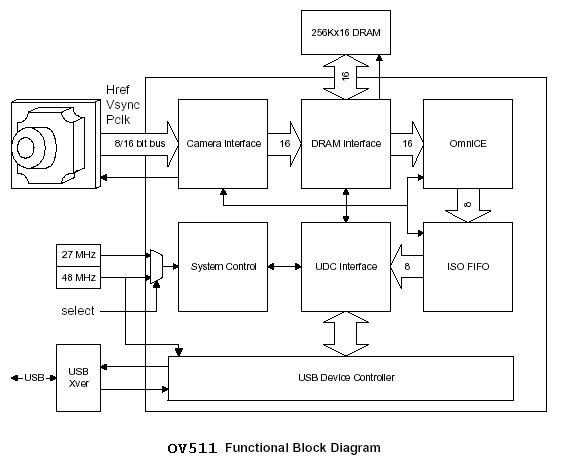 256Kx16 DRAM
16
Href
Vsync
Pclk
8/16 bit bus
Camera Interface
16
DRAM Interface
16
OmniCE
8
27 MHz
48 MHz
select
System Control
UDC Interface
8
ISO FIFO
USB
USB
Xver
USB Device Controller
OV511 Functional Block Diagram